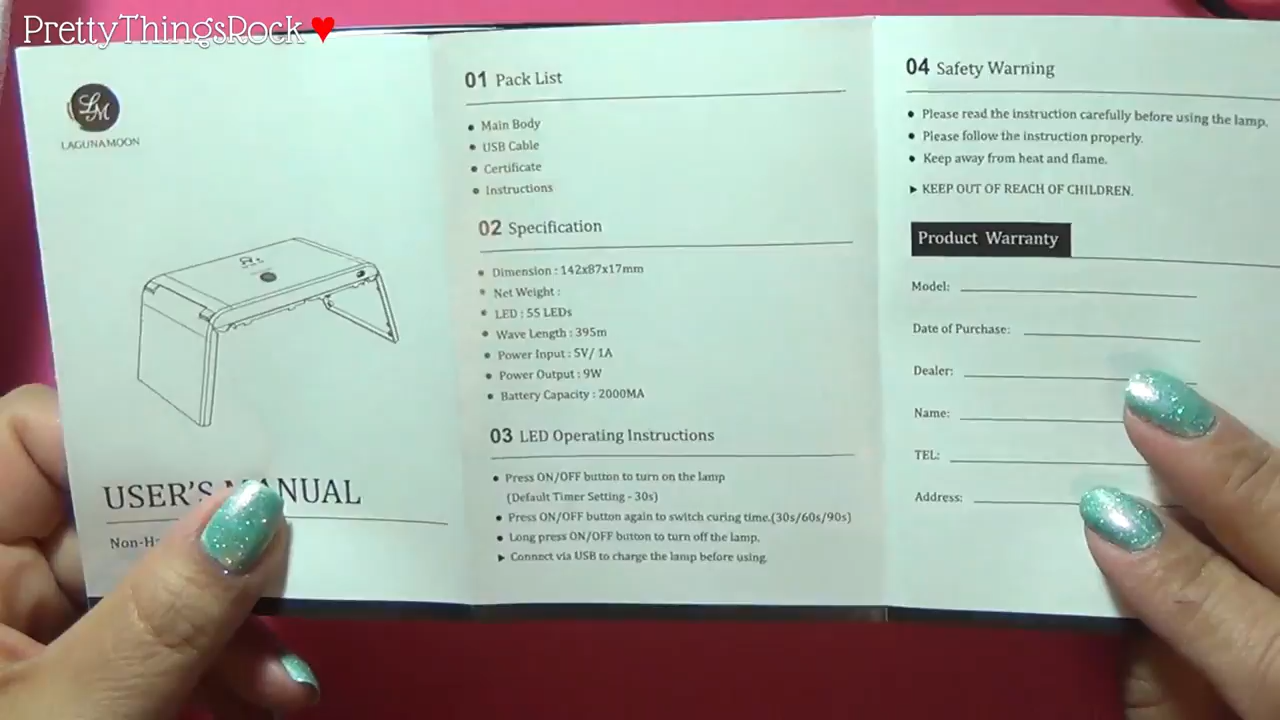 PrettyThingsRock
LM
LAGUNAMOON
USER'S MANUAL
01 Pack List
• Main Body
• USB Cable
• Certificate
• Instructions
02 Specification
• Dimension : 142x87x17mm
• Net Weight :
• LED : 55 LEDs
• Wave Length : 395m
• Power Input : 5V/ 1A
• Power Output : 9W
• Battery Capacity : 2000MA
03 LED Operating Instructions
• Press ON/OFF button to turn on the lamp
(Default Timer Setting - 30s)
• Press ON/OFF button again to switch curing time.(30s/60s/90s)
• Long press ON/OFF button to turn off the lamp.
► Connect via USB to charge the lamp before using.
04 Safety Warning
• Please read the instruction carefully before using the lamp.
• Please follow the instruction properly.
• Keep away from heat and flame.
► KEEP OUT OF REACH OF CHILDREN.
Product Warranty
Model:
Date of Purchase:
Dealer:
Name:
TEL:
Address: